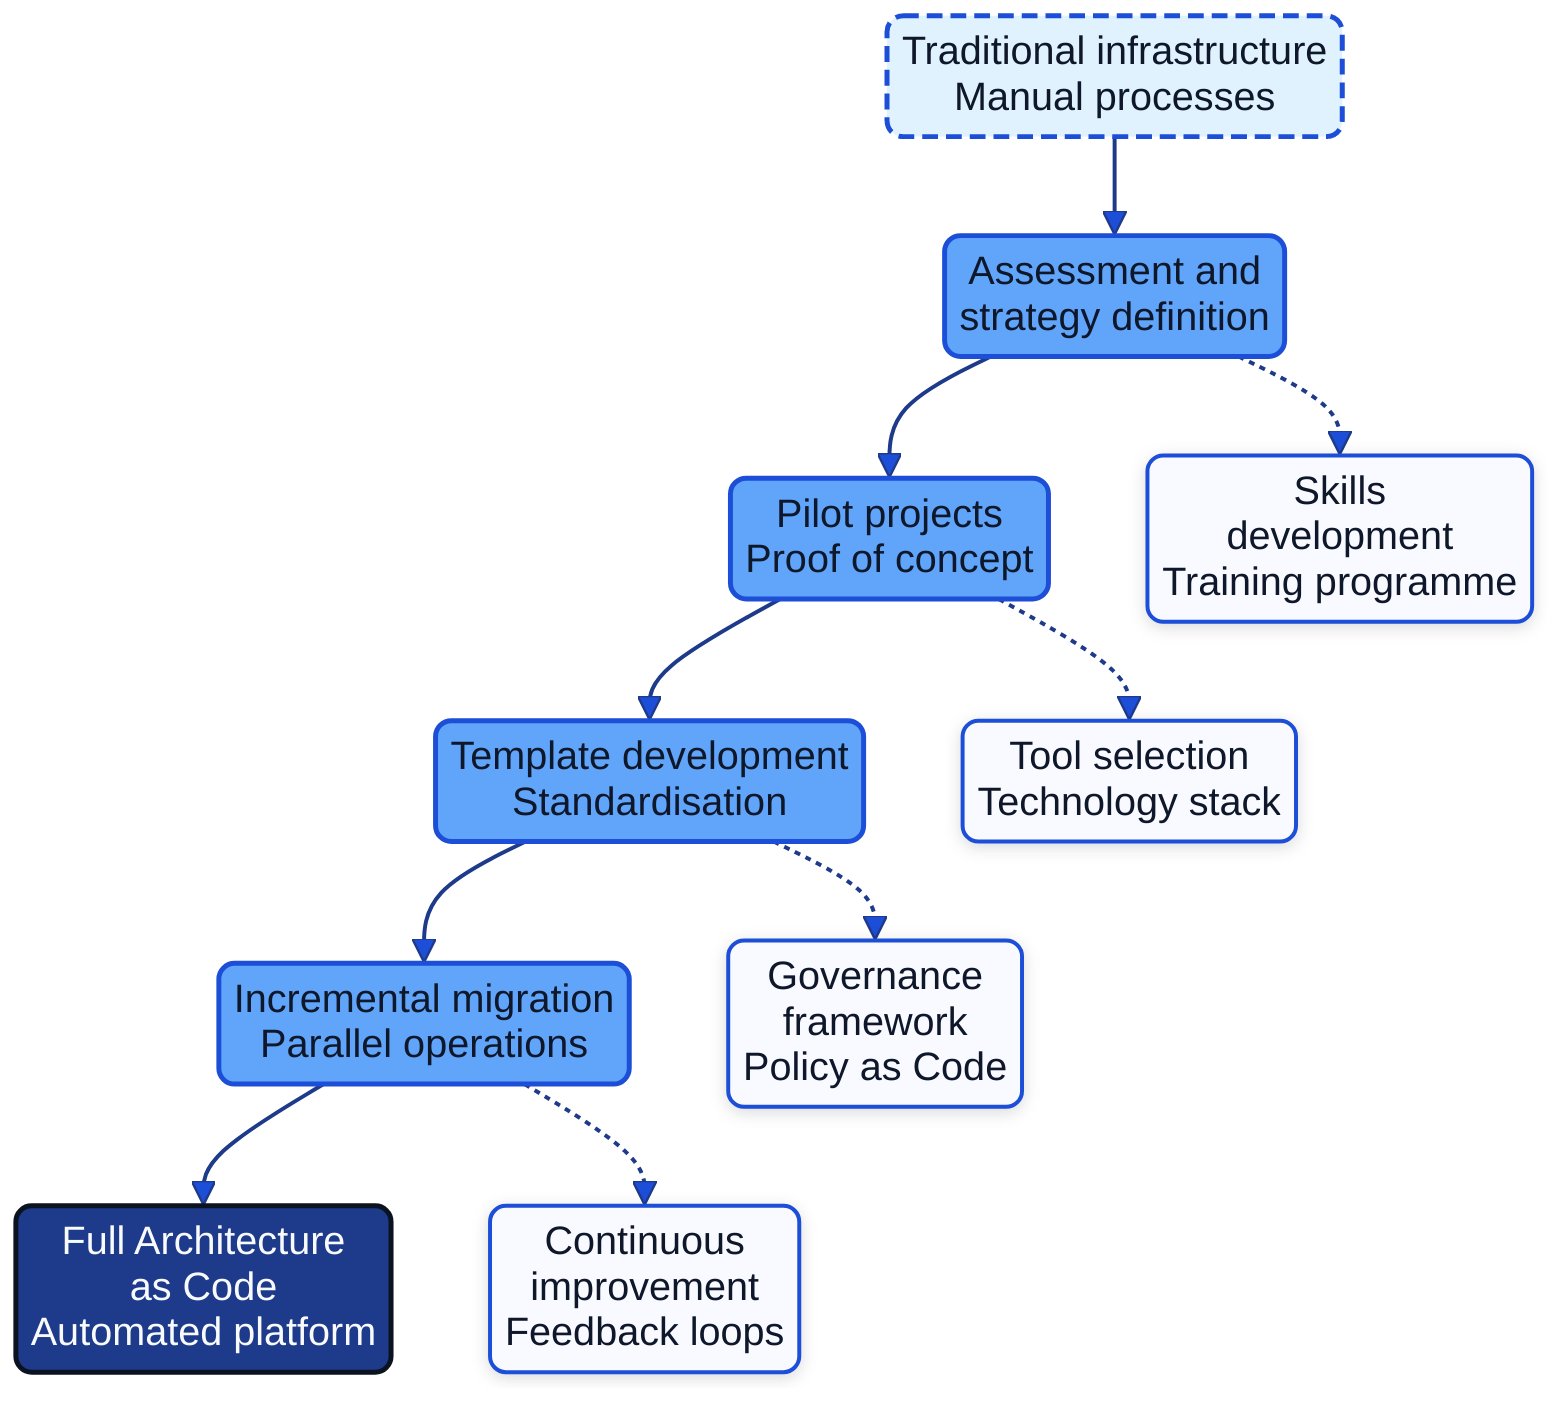 Traditional infrastructure
Manual processes
Assessment and
strategy definition
Skills
development
Training programme
Pilot projects
Proof of concept
Tool selection
Technology stack
Template development
Standardisation
Governance
framework
Policy as Code
Incremental migration
Parallel operations
Full Architecture
as Code
Automated platform
Continuous
improvement
Feedback loops